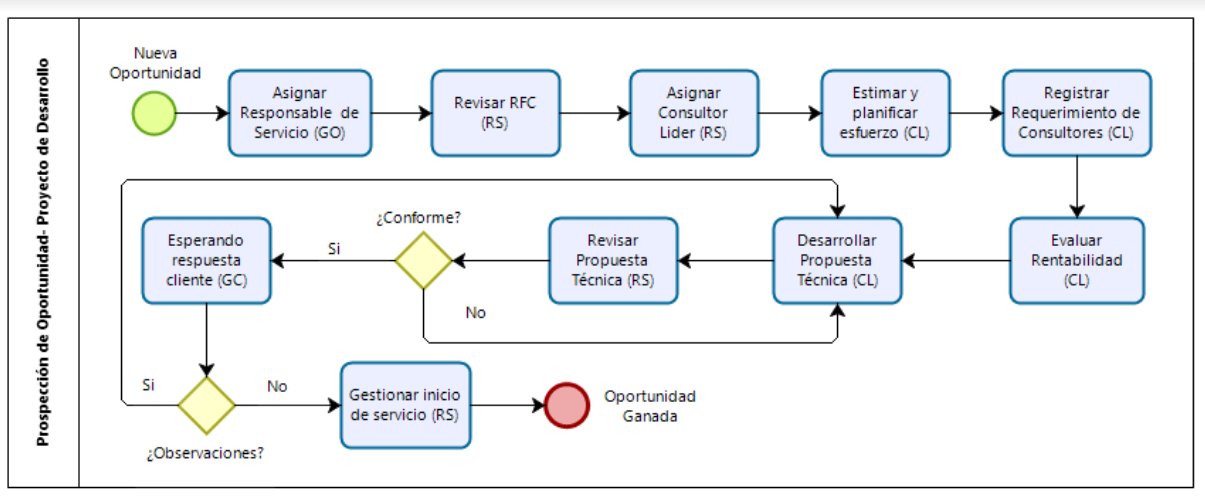 Prospección de Oportunidad- Proyecto de Desarrollo
Nueva
Oportunidad
Asignar
Responsable de
Servicio (GO)
Revisar RFC
(RS)
Asignar
Consultor
Lider (RS)
Estimar y
planificar
esfuerzo (CL)
Registrar
Requerimiento de
Consultores (CL)
Evaluar
Rentabilidad
(CL)
Desarrollar
Propuesta
Técnica (CL)
Revisar
Propuesta
Técnica (RS)
¿Conforme?
Si
No
Esperando
respuesta
cliente (GC)
Si
No
¿Observaciones?
Gestionar inicio
de servicio (RS)
Oportunidad
Ganada